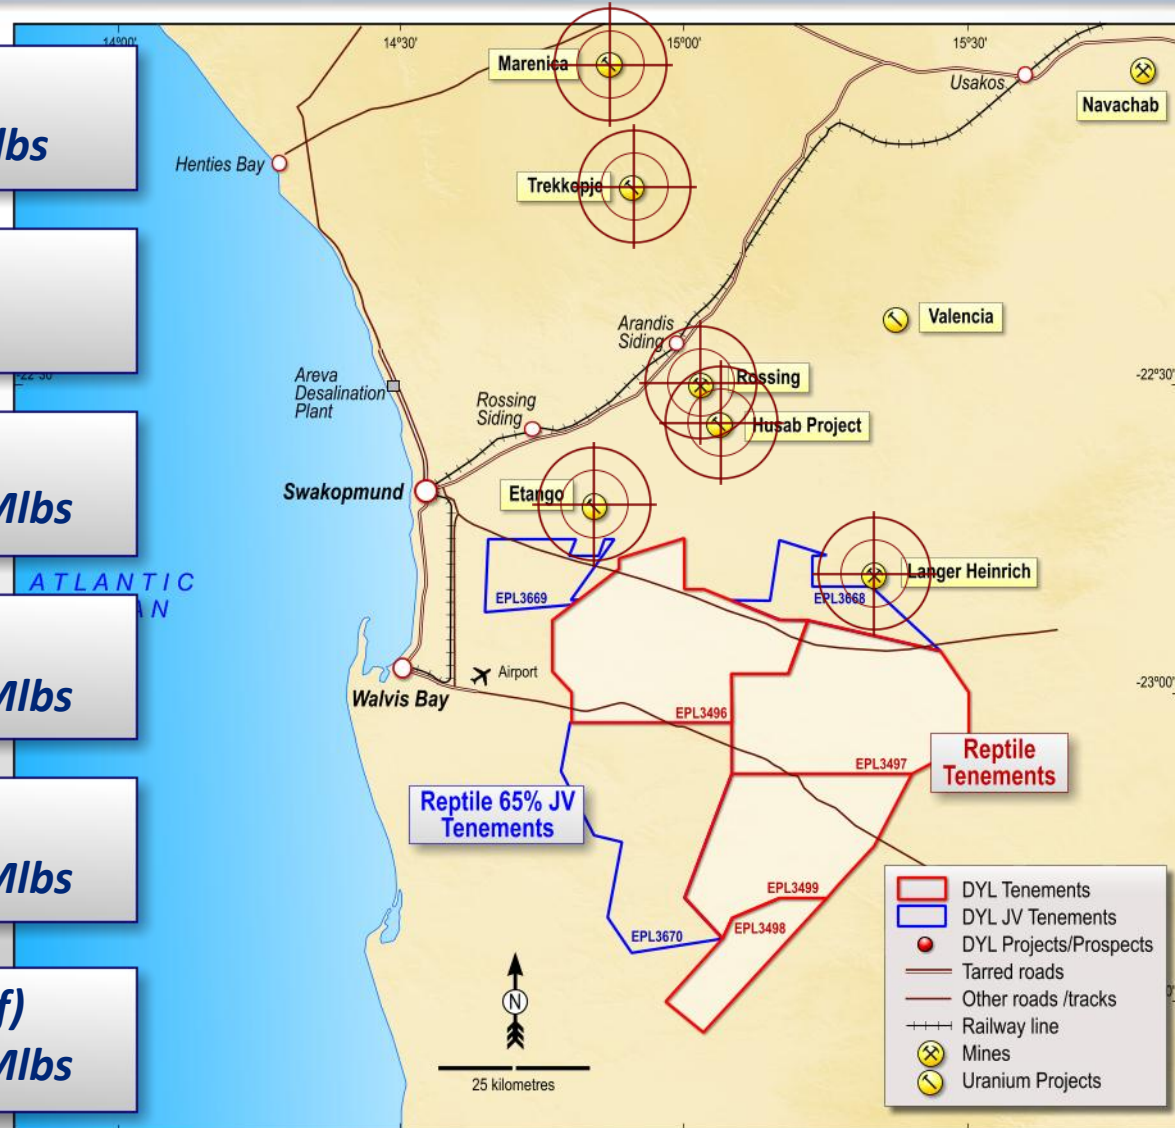 14°00'
14°30'
15°00'
15°30'
Marenica
Usakos
Navachab
Henties Bay
Trekkopje
Arandis
Siding
Valencia
-22°30'
-22°30'
Areva
Desalination
Plant
Rossing
Siding
Rossing
Husab Project
Swakopmund
Etango
Langer Heinrich
ATLANTIC
EPL3669
EPL3668
Airport
Walvis Bay
-23°00'
EPL3496
EPL3497
Reptile
Tenements
Reptile 65% JV
Tenements
EPL3499
EPL3498
EPL3670
N
25 kilometres
DYL Tenements
DYL JV Tenements
DYL Projects/Prospects
Tarred roads
Other roads /tracks
Railway line
Mines
Uranium Projects
lbs
Mlbs
Mlbs
Mlbs
f)
Mlbs